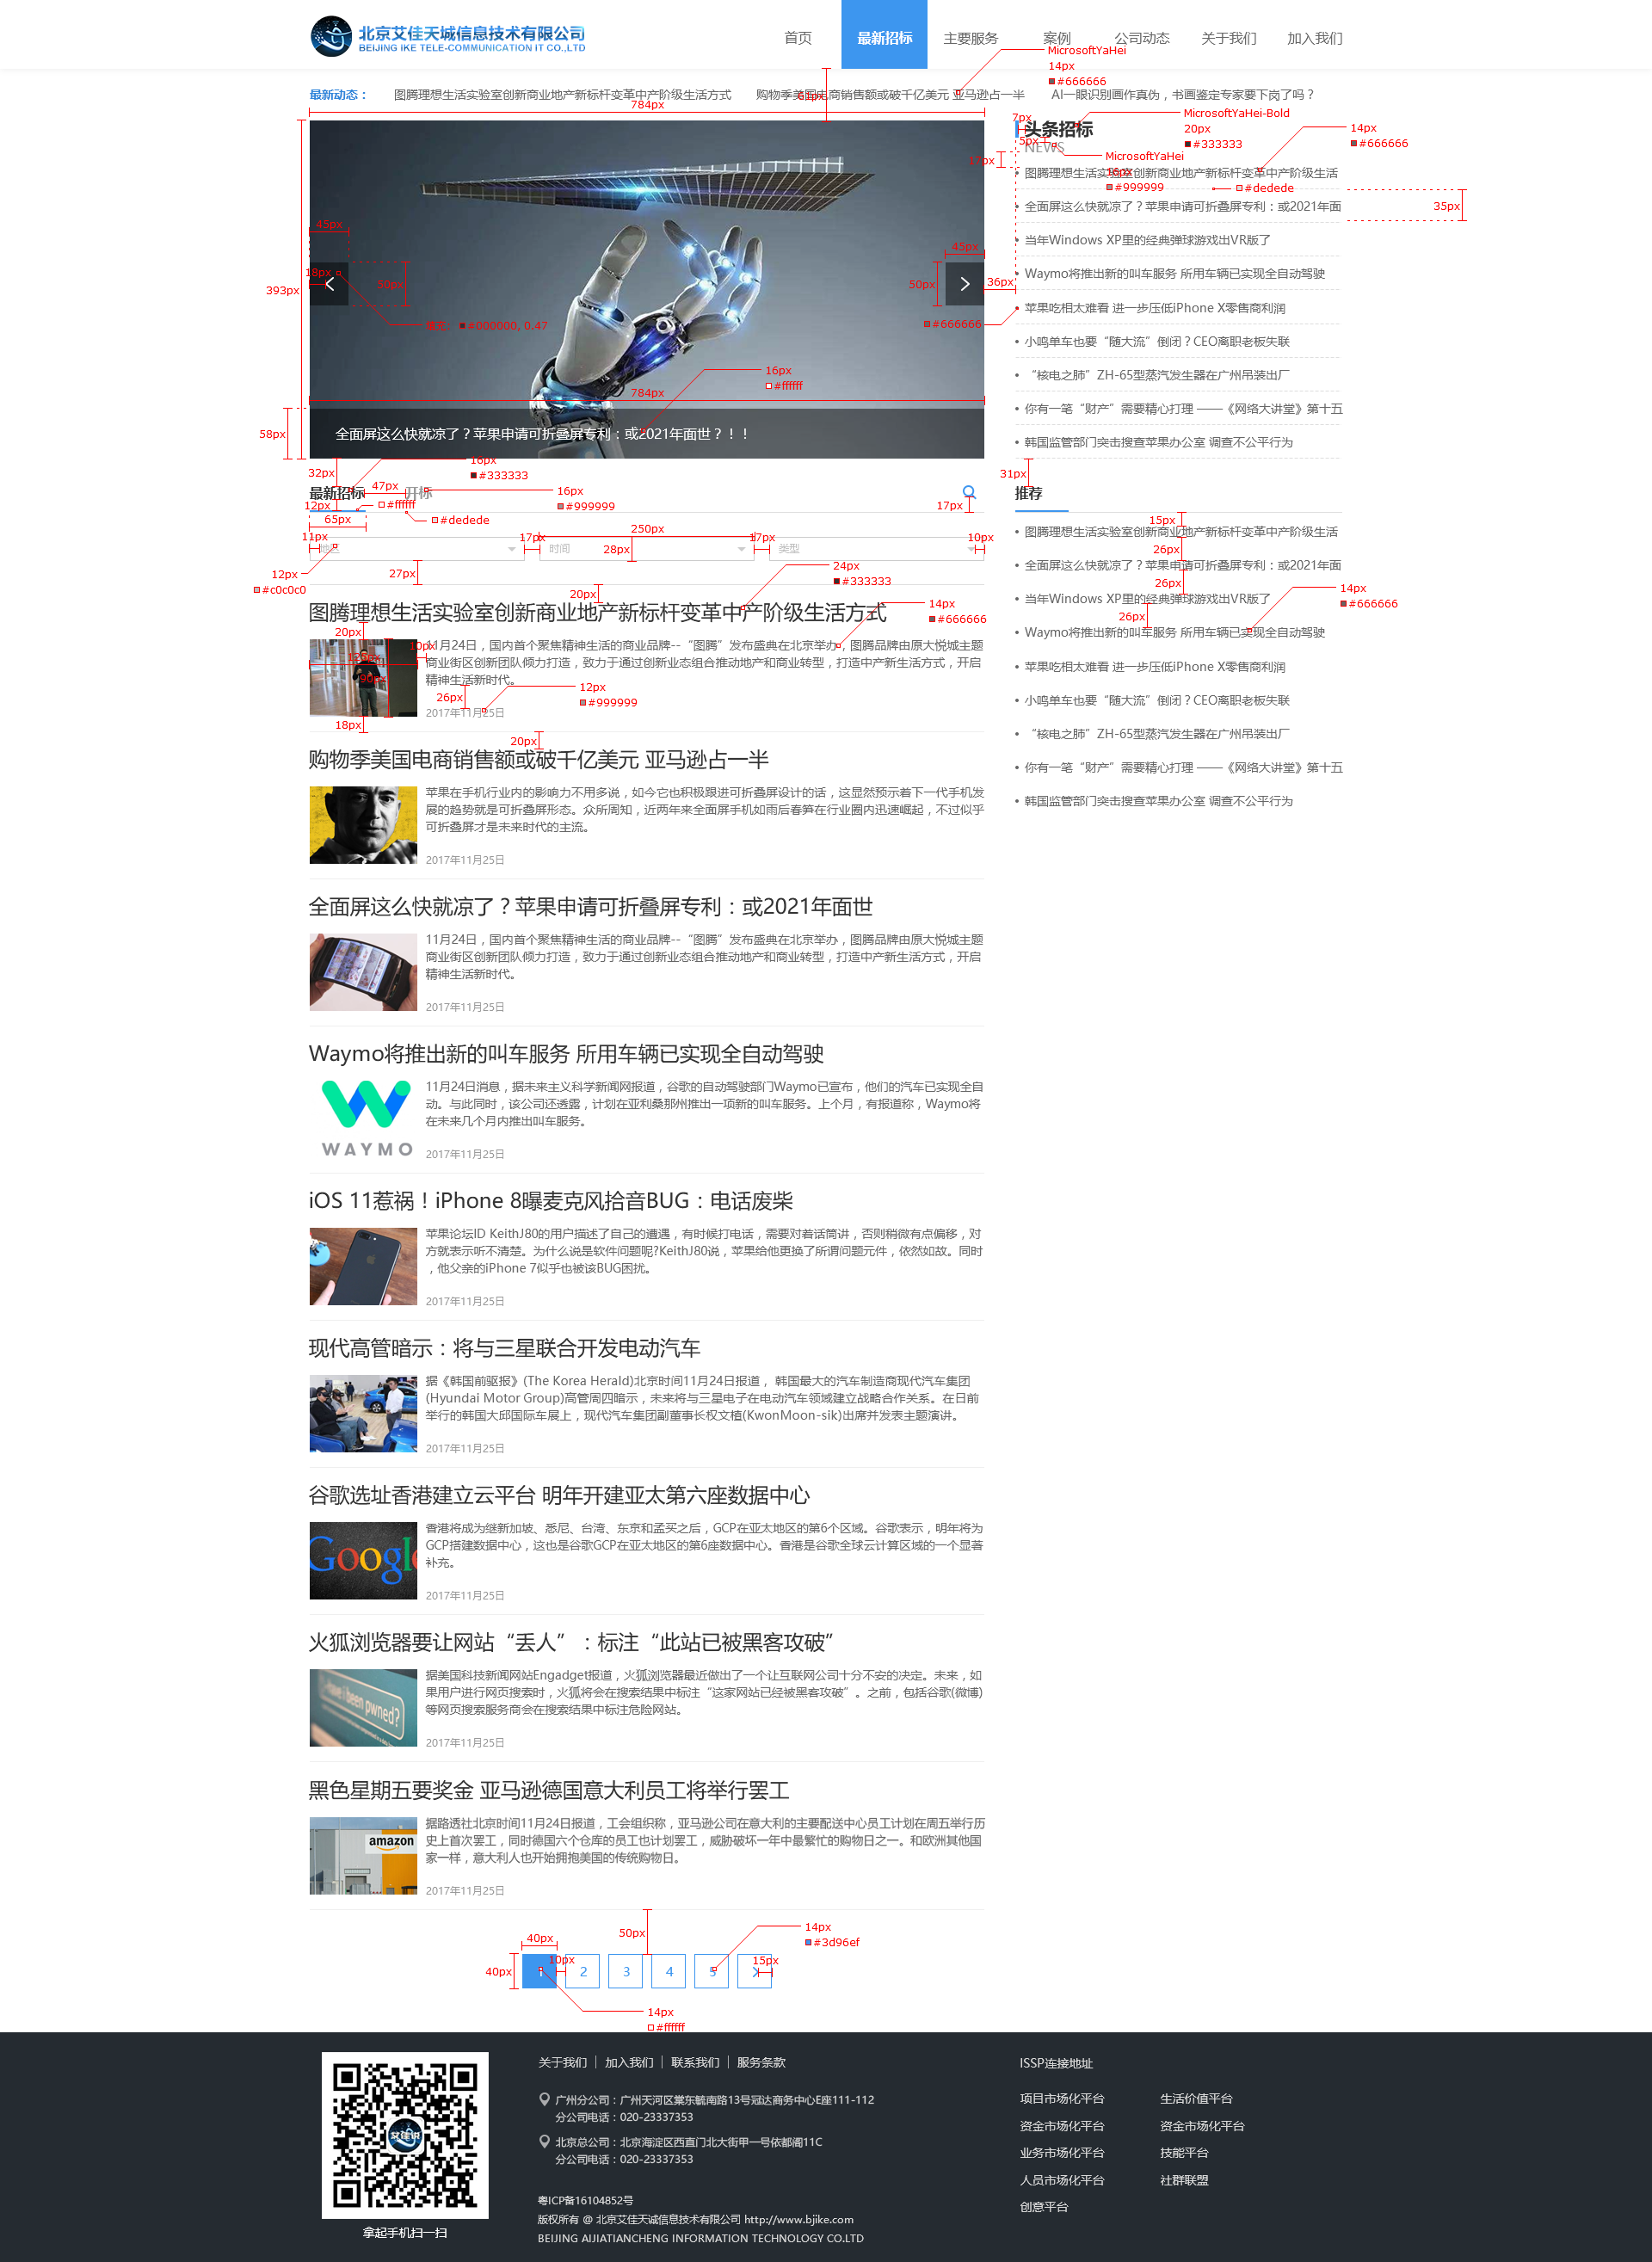 北京艾佳天诚信息技术有限公司
BEIJING IKE TELE-COMMUNICATION IT CO.,LTD
首页 最新招标 主要服务 案例 公司动态 关于我们 加入我们
MicrosoftYaHei
14px
#666666
最新动态： 图腾理想生活实验室创新商业地产新标杆变革中产阶级生活方式 购物季美国电商销售额或破千亿美元 亚马逊占一半 AI一眼识别画作真伪，书画鉴定专家要下岗了吗？
784px
61px
7px
头条招标
5px
NEWS
MicrosoftYaHei-Bold
20px
#333333
14px
#666666
MicrosoftYaHei
16px
#999999
#dedede
35px
图腾理想生活实验室创新商业地产新标杆变革中产阶级生活
全面屏这么快就凉了？苹果申请可折叠屏专利：或2021年面
当年Windows XP里的经典弹球游戏出VR版了
Waymo将推出新的叫车服务 所用车辆已实现全自动驾驶
苹果吃相太难看 进一步压低iPhone X零售商利润
小鸣单车也要“随大流”倒闭？CEO离职老板失联
“核电之肺”ZH-65型蒸汽发生器在广州吊装出厂
你有一笔“财产”需要精心打理 ——《网络大讲堂》第十五
韩国监管部门突击搜查苹果办公室 调查不公平行为
45px
18px
50px
393px
#000000, 0.47
45px
50px
36px
#666666
16px
#ffffff
784px
58px
全面屏这么快就凉了？苹果申请可折叠屏专利：或2021年面世？！！
32px
18px
#333333
31px
最新招标 开标
47px
16px
#999999
12px
#ffffff
#dedede
65px
17px
推荐
15px
26px
26px
26px
11px
地区
17px
时间
250px
28px
17px
类型
10px
12px
#c0c0c0
27px
20px
24px
#333333
14px
#666666
14px
#666666
图腾理想生活实验室创新商业地产新标杆变革中产阶级生活
全面屏这么快就凉了？苹果申请可折叠屏专利：或2021年面
当年Windows XP里的经典弹球游戏出VR版了
Waymo将推出新的叫车服务 所用车辆已实现全自动驾驶
苹果吃相太难看 进一步压低iPhone X零售商利润
小鸣单车也要“随大流”倒闭？CEO离职老板失联
“核电之肺”ZH-65型蒸汽发生器在广州吊装出厂
你有一笔“财产”需要精心打理 ——《网络大讲堂》第十五
韩国监管部门突击搜查苹果办公室 调查不公平行为
图腾理想生活实验室创新商业地产新标杆变革中产阶级生活方式
20px
10px
90px
18px
26px
12px
#999999
11月24日，国内首个聚焦精神生活的商业品牌--“图腾”发布盛典在北京举办，图腾品牌由原大悦城主题
商业街区创新团队倾力打造，致力于通过创新业态组合推动地产和商业转型，打造中产新生活方式，开启
精神生活新时代。
2017年11月25日
20px
购物季美国电商销售额或破千亿美元 亚马逊占一半
苹果在手机行业内的影响力不用多说，如今它也积极跟进可折叠屏设计的话，这显然预示着下一代手机发
展的趋势就是可折叠屏形态。众所周知，近两年来全面屏手机如雨后春笋在行业圈内迅速崛起，不过似乎
可折叠屏才是未来时代的主流。
2017年11月25日
全面屏这么快就凉了？苹果申请可折叠屏专利：或2021年面世
11月24日，国内首个聚焦精神生活的商业品牌--“图腾”发布盛典在北京举办，图腾品牌由原大悦城主题
商业街区创新团队倾力打造，致力于通过创新业态组合推动地产和商业转型，打造中产新生活方式，开启
精神生活新时代。
2017年11月25日
Waymo将推出新的叫车服务 所用车辆已实现全自动驾驶
WAYMO
11月24日消息，据未来主义科学新闻网报道，谷歌的自动驾驶部门Waymo已宣布，他们的汽车已实现全自
动。与此同时，该公司还透露，计划在亚利桑那州推出一项新的叫车服务。上个月，有报道称，Waymo将
在未来几个月内推出叫车服务。
2017年11月25日
iOS 11惹祸！iPhone 8曝麦克风拾音BUG：电话废柴
苹果论坛ID KeithJ80的用户描述了自己的遭遇，有时候打电话，需要对着话筒讲，否则稍微有点偏移，对
方就表示听不清楚。为什么说是软件问题呢?KeithJ80说，苹果给他更换了所谓问题元件，依然如故。同时
，他父亲的iPhone 7似乎也被该BUG困扰。
2017年11月25日
现代高管暗示：将与三星联合开发电动汽车
据《韩国前驱报》(The Korea Herald)北京时间11月24日报道， 韩国最大的汽车制造商现代汽车集团
(Hyundai Motor Group)高管周四暗示，未来将与三星电子在电动汽车领域建立战略合作关系。在日前
举行的韩国大邱国际车展上，现代汽车集团副董事长权文植(KwonMoon-sik)出席并发表主题演讲。
2017年11月25日
谷歌选址香港建立云平台 明年开建亚太第六座数据中心
Google
香港将成为继新加坡、悉尼、台湾、东京和孟买之后，GCP在亚太地区的第6个区域。谷歌表示，明年将为
GCP搭建数据中心，这也是谷歌GCP在亚太地区的第6座数据中心。香港是谷歌全球云计算区域的一个显著
补充。
2017年11月25日
火狐浏览器要让网站“丢人”：标注“此站已被黑客攻破”
have i been pwned?
据美国科技新闻网站Engadget报道，火狐浏览器最近做出了一个让互联网公司十分不安的决定。未来，如
果用户进行网页搜索时，火狐将会在搜索结果中标注“这家网站已经被黑客攻破”。之前，包括谷歌(微博)
等网页搜索服务商会在搜索结果中标注危险网站。
2017年11月25日
黑色星期五要奖金 亚马逊德国意大利员工将举行罢工
amazon
据路透社北京时间11月24日报道，工会组织称，亚马逊公司在意大利的主要配送中心员工计划在周五举行历
史上首次罢工，同时德国六个仓库的员工也计划罢工，威胁破坏一年中最繁忙的购物日之一。和欧洲其他国
家一样，意大利人也开始拥抱美国的传统购物日。
2017年11月25日
50px
14px
#3d96ef
40px
10px
15px
40px
1 2 3 4 5
14px
#ffffff
关于我们 加入我们 联系我们 服务条款
广州分公司：广州天河区棠东毓南路13号冠达商务中心E座111-112
分公司电话：020-23337353
北京总公司：北京海淀区西直门北大街甲一号依都阁11C
分公司电话：020-23337353
粤ICP备16104852号
版权所有 @ 北京艾佳天诚信息技术有限公司 http://www.bjike.com
BEIJING AIJIATIANCHENG INFORMATION TECHNOLOGY CO.LTD
拿起手机扫一扫
ISSP连接地址
项目市场化平台 生活价值平台
资金市场化平台 资金市场化平台
业务市场化平台 技能平台
人员市场化平台 社群联盟
创意平台